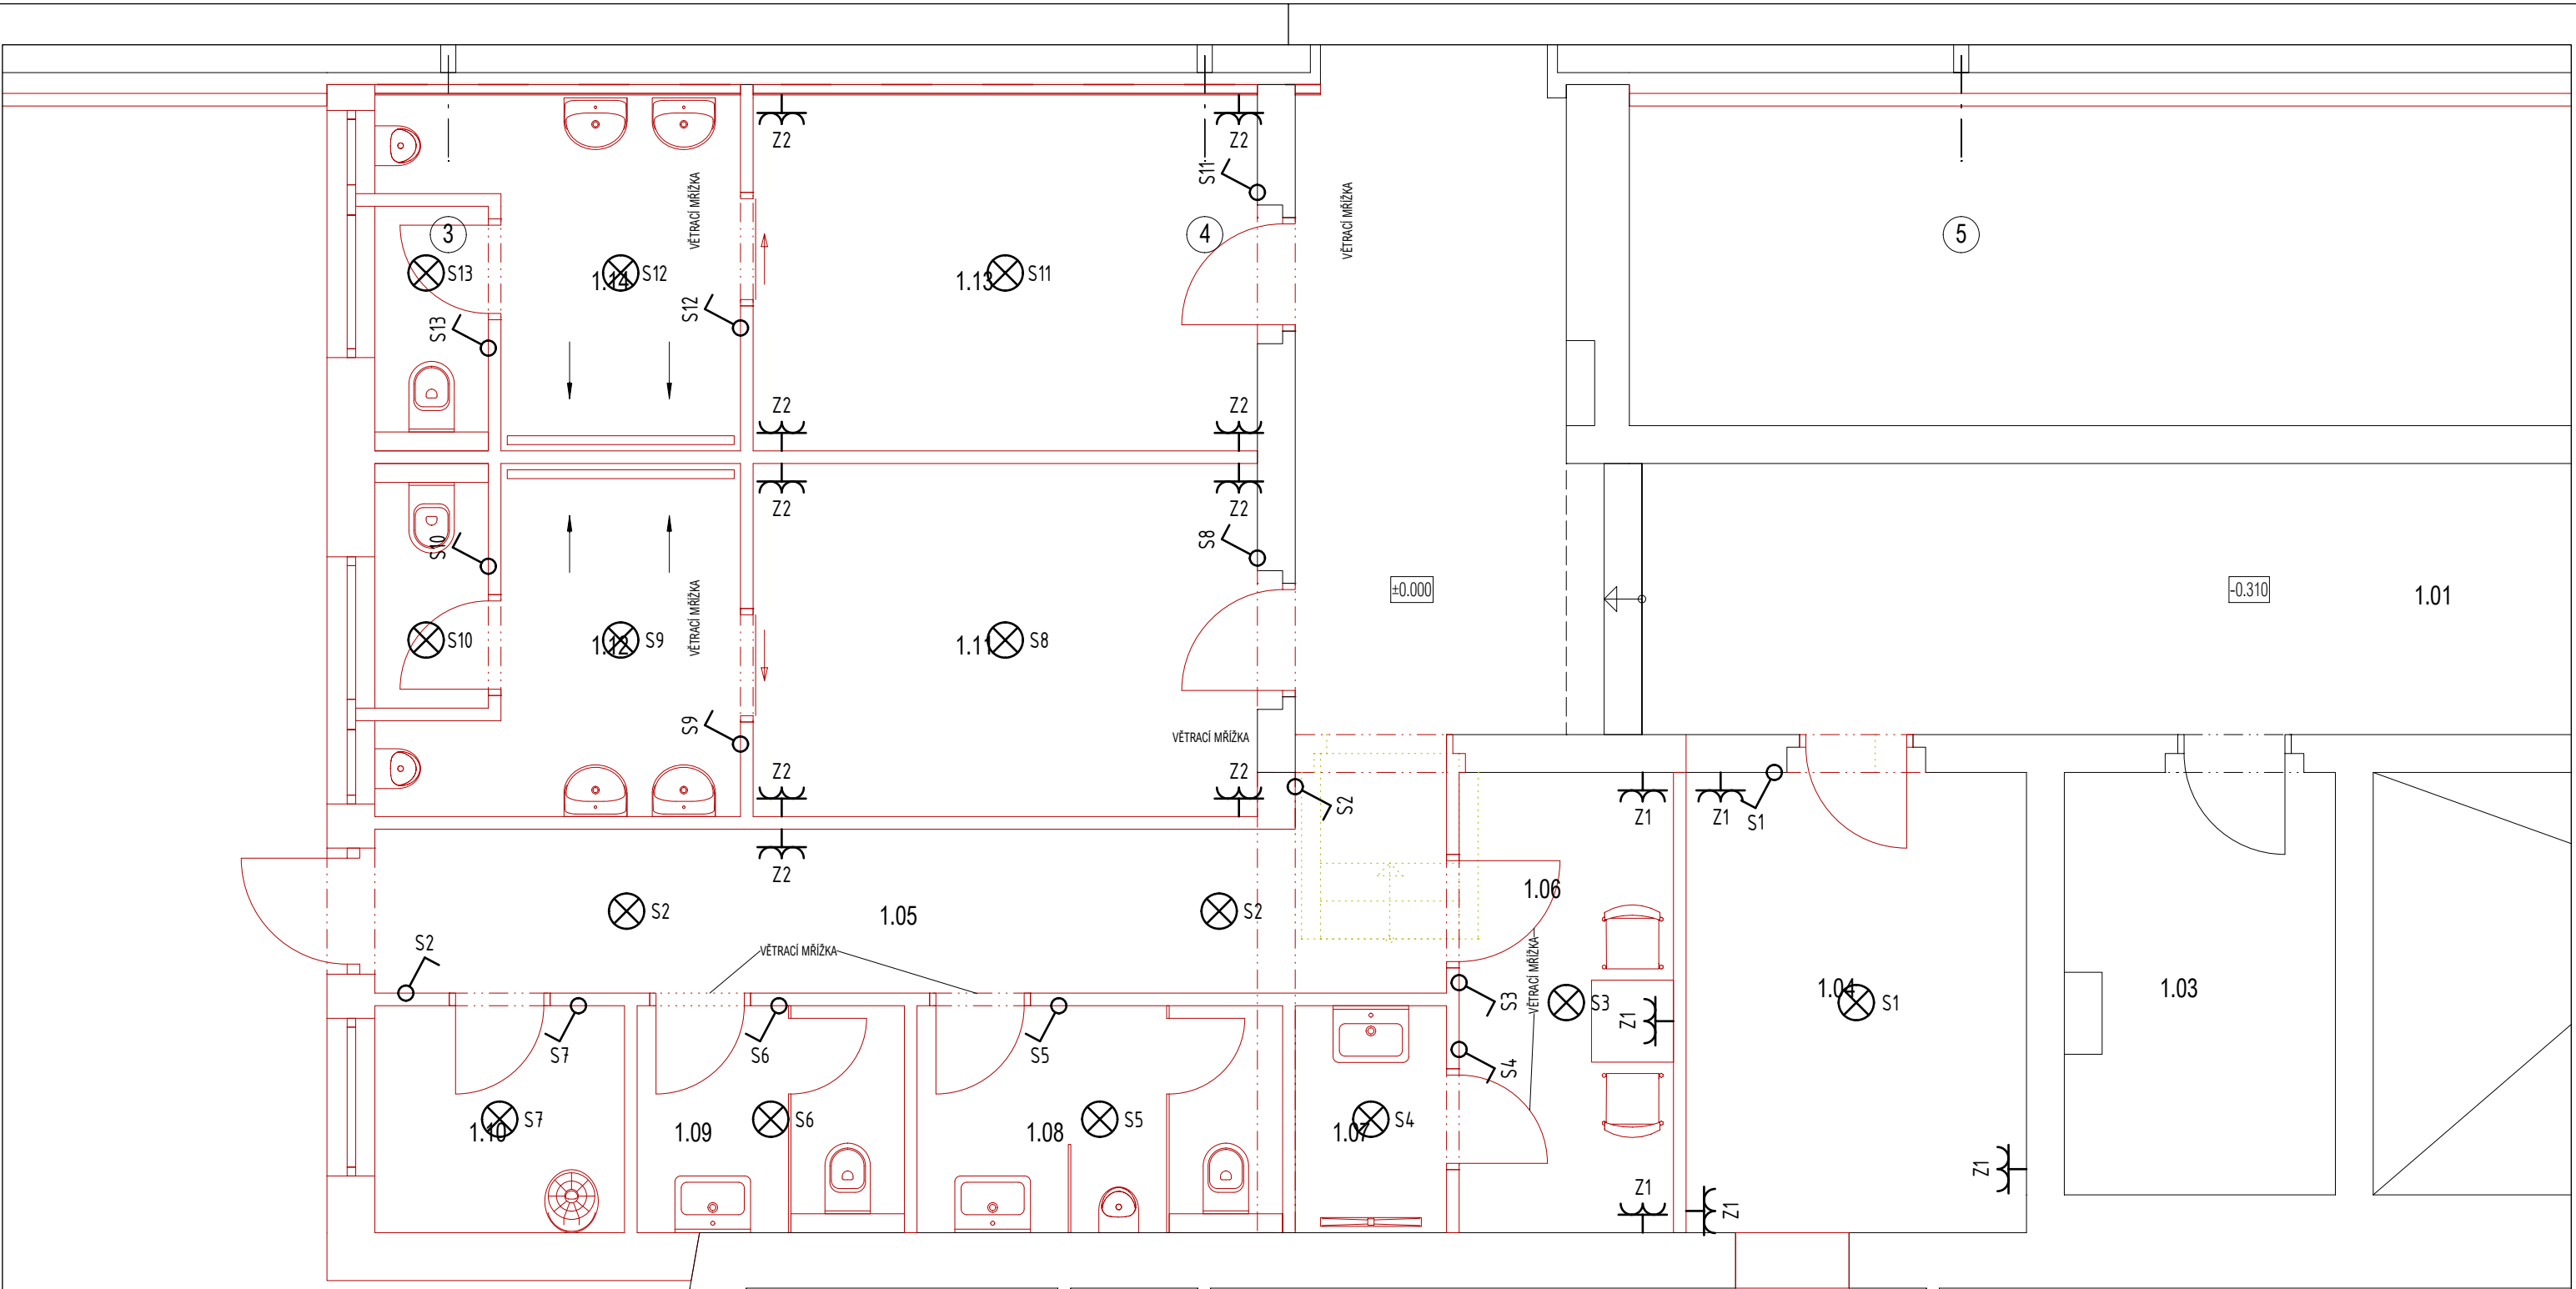 Z2
Z2
S11
VĚTRACÍ MŘÍŽKA
VĚTRACÍ MŘÍŽKA
3
4
5
S13
1.14
S12
1.13
S11
S13
S12
Z2
Z2
Z2
Z2
S10
S8
±0.000
-0.310
1.01
VĚTRACÍ MŘÍŽKA
S10
1.12
S9
1.11
S8
S9
VĚTRACÍ MŘÍŽKA
Z2
Z2
S2
Z1
Z1
S1
Z2
1.06
S2
1.05
S2
S2
VĚTRACÍ MŘÍŽKA
VĚTRACÍ MŘÍŽKA
S3
S3
1.04
S1
1.03
Z1
S7
S6
S5
S4
1.10
S7
1.09
S6
1.08
S5
1.07
S4
Z1
Z1
Z1